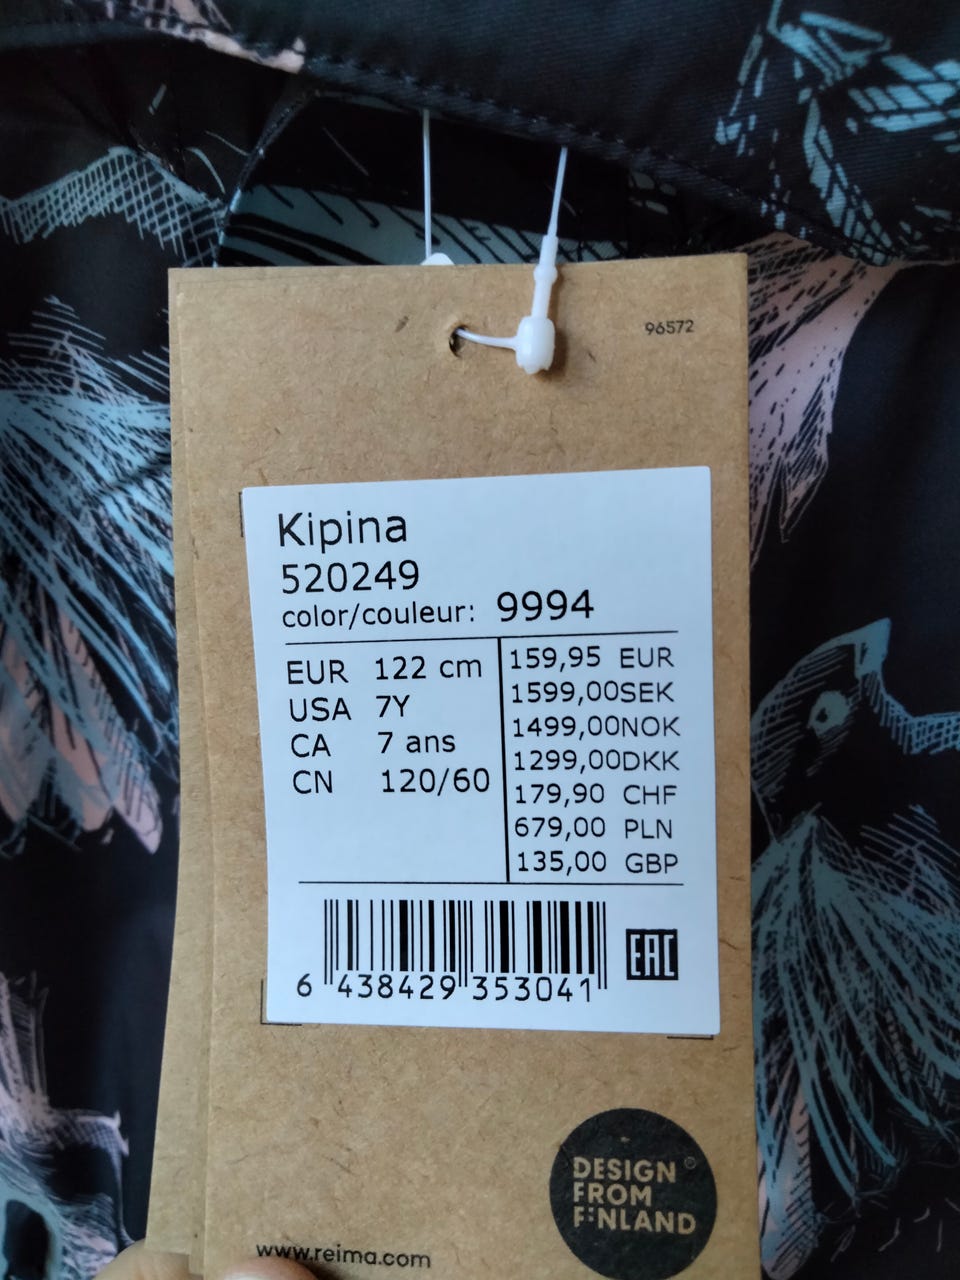 96572
Kipina
520249
color/couleur: 9994
EUR 122 cm
USA 7Y
CA 7 ans
CN 120/60
159,95 EUR
1599,00SEK
1499,00NOK
1299,00DKK
179,90 CHF
679,00 PLN
135,00 GBP
6 438429 353041
EAC
DESIGN
FROM
FINLAND
www.reima.com